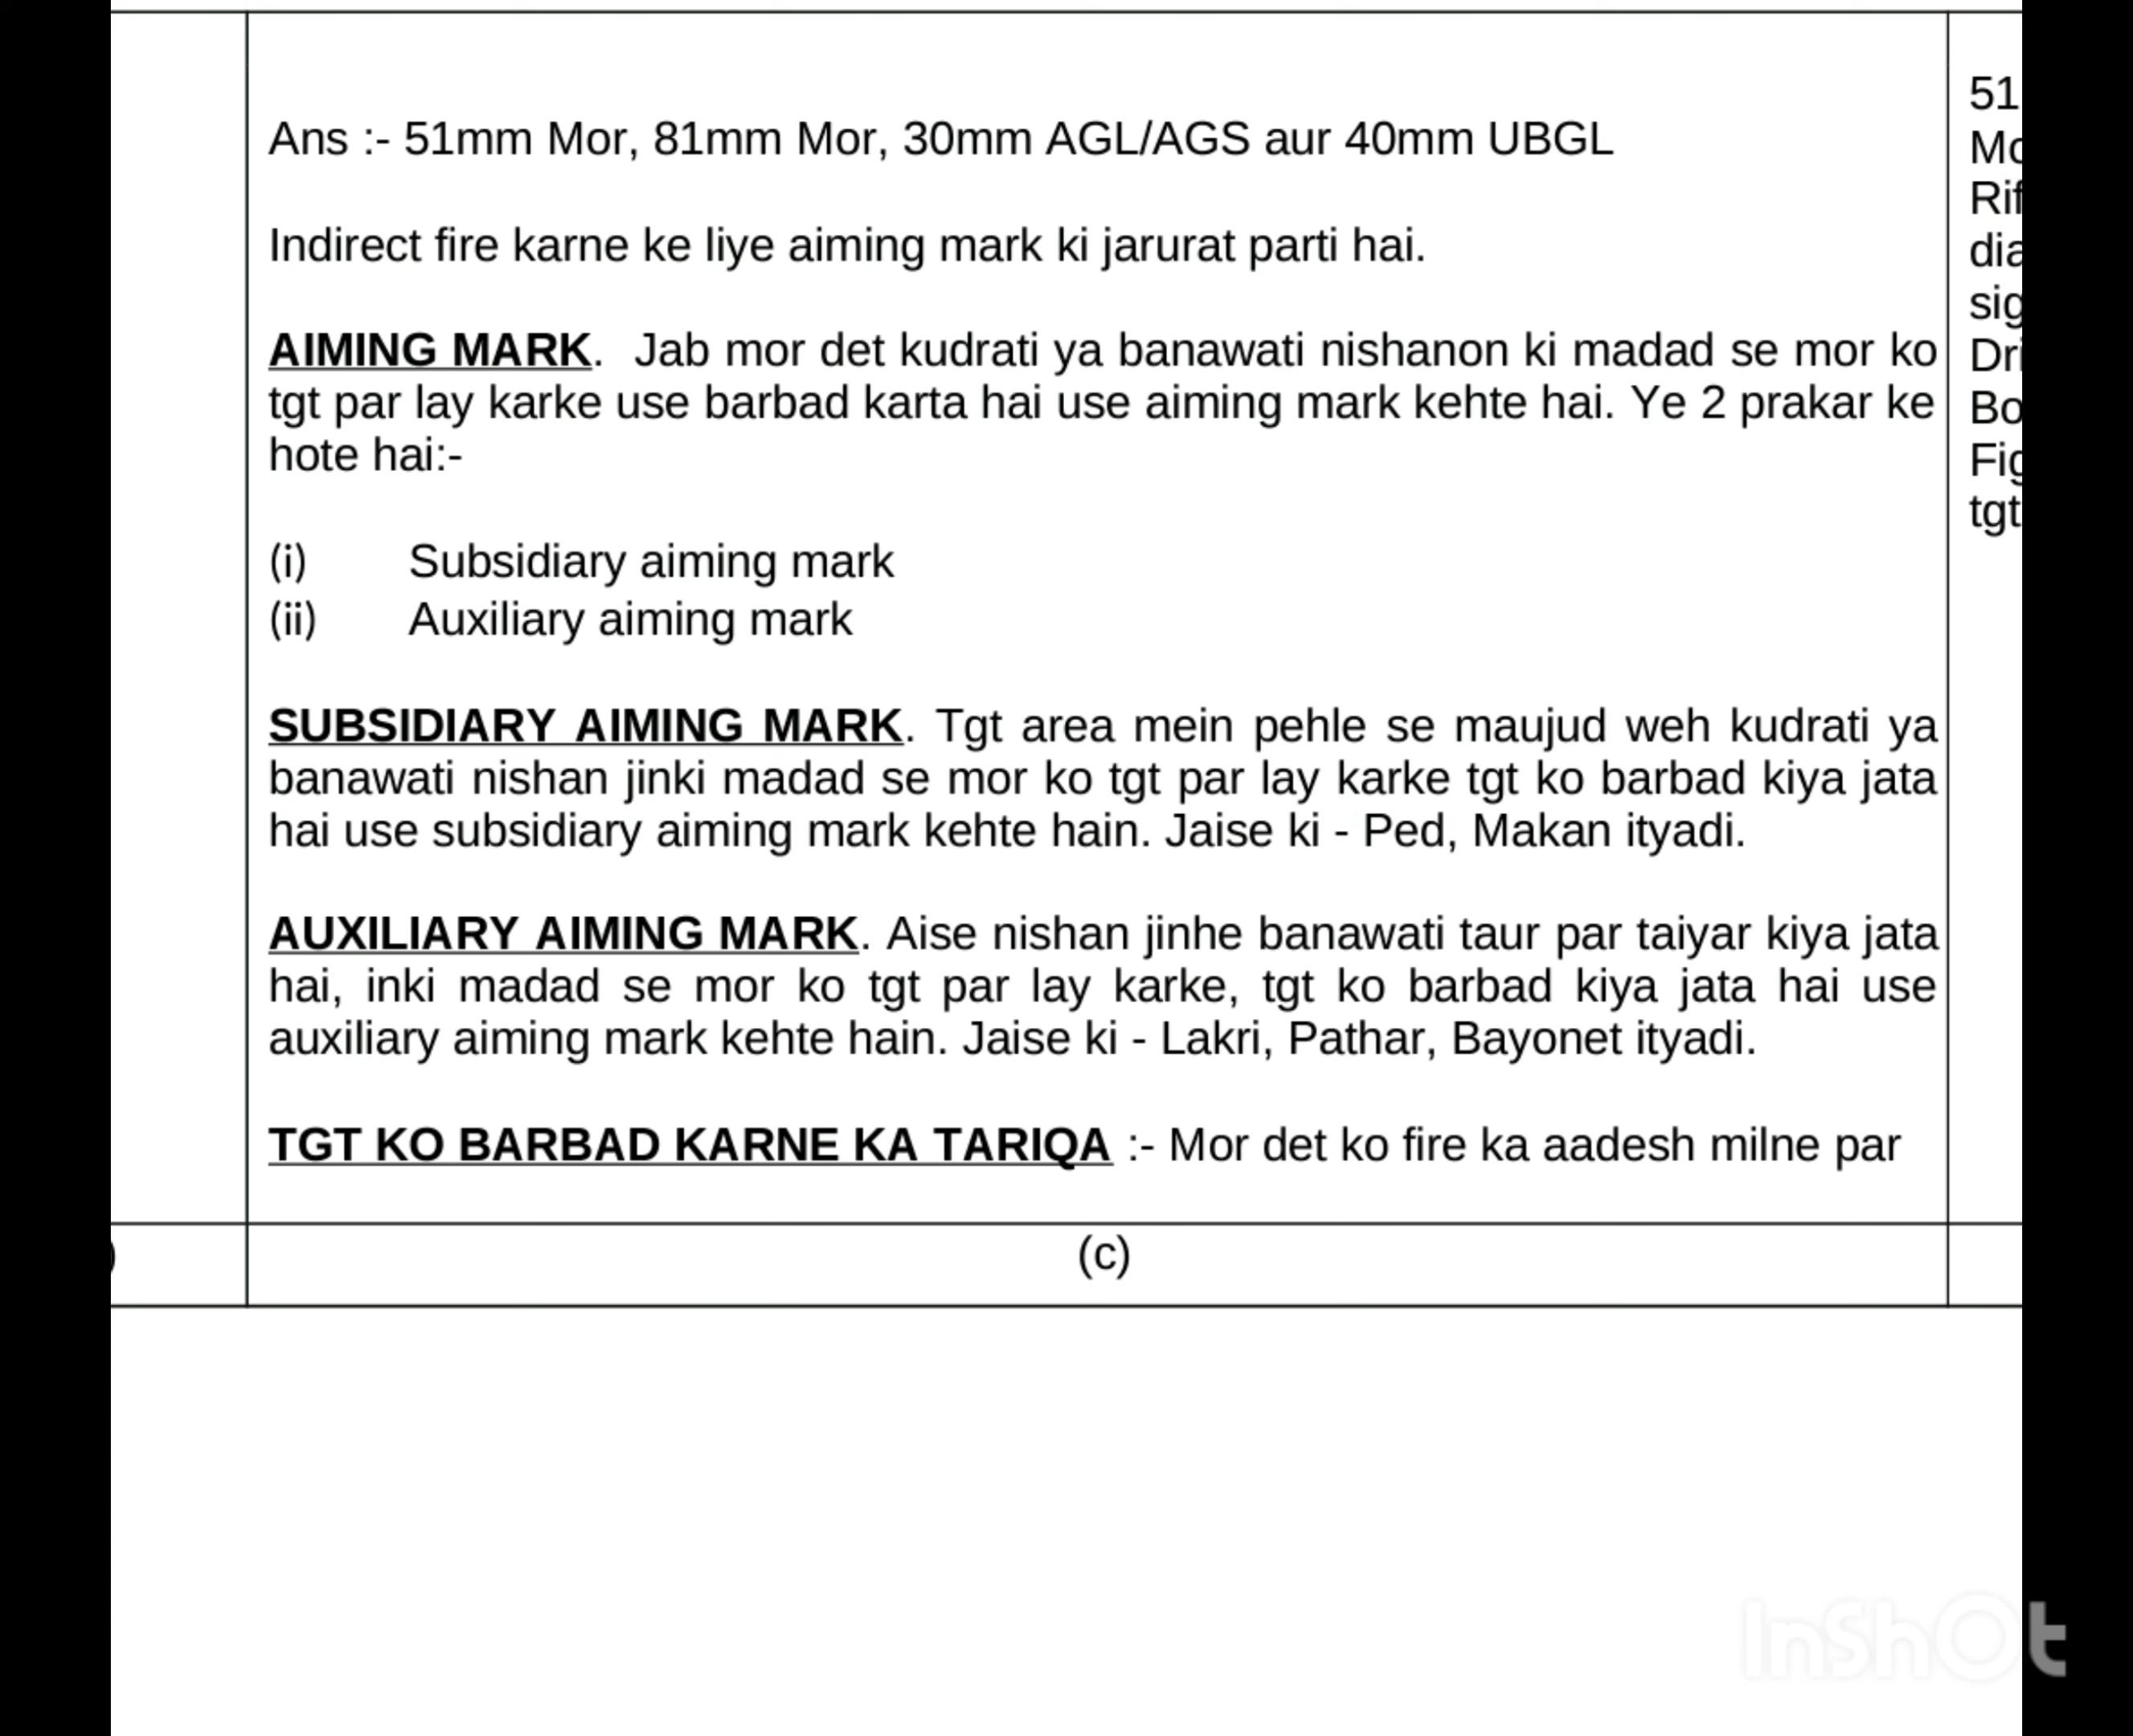 Ans :- 51mm Mor, 81mm Mor, 30mm AGL/AGS aur 40mm UBGL
Indirect fire karne ke liye aiming mark ki jarurat parti hai.
AIMING MARK. Jab mor det kudrati ya banawati nishanon ki madad se mor ko
tgt par lay karke use barbad karta hai use aiming mark kehte hai. Ye 2 prakar ke
hote hai:-
(i) Subsidiary aiming mark
(ii) Auxiliary aiming mark
SUBSIDIARY AIMING MARK. Tgt area mein pehle se maujud weh kudrati ya
banawati nishan jinki madad se mor ko tgt par lay karke tgt ko barbad kiya jata
hai use subsidiary aiming mark kehte hain. Jaise ki - Ped, Makan ityadi.
AUXILIARY AIMING MARK. Aise nishan jinhe banawati taur par taiyar kiya jata
hai, inki madad se mor ko tgt par lay karke, tgt ko barbad kiya jata hai use
auxiliary aiming mark kehte hain. Jaise ki - Lakri, Pathar, Bayonet ityadi.
TGT KO BARBAD KARNE KA TARIQA :- Mor det ko fire ka aadesh milne par
(c)
51
tgt
InShOt